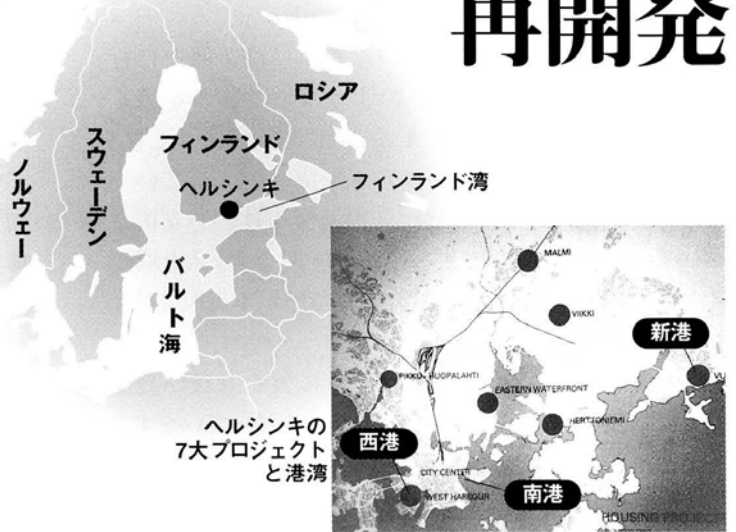 再開発
ロシア
フィンランド
スウェーデン
ノルウェー
ヘルシンキ
フィンランド湾
バルト海
MALMI
VIIKKI
新港
VU
PIKKU-HUOPALAHTI
EASTERN WATERFRONT
HERTTONIEMI
ヘルシンキの
7大プロジェクト
と港湾
西港
CITY CENTER
WEST HARBOUR
南港
HOUSING PROJECT